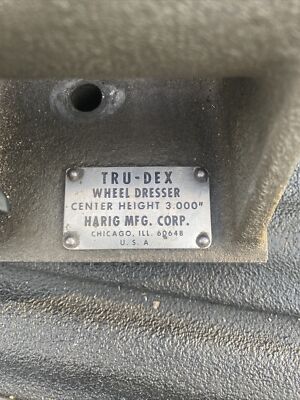 TRU-DEX
WHEEL DRESSER
CENTER HEIGHT 3.000"
HARIG MFG. CORP.
CHICAGO, ILL. 60648
U. S. A